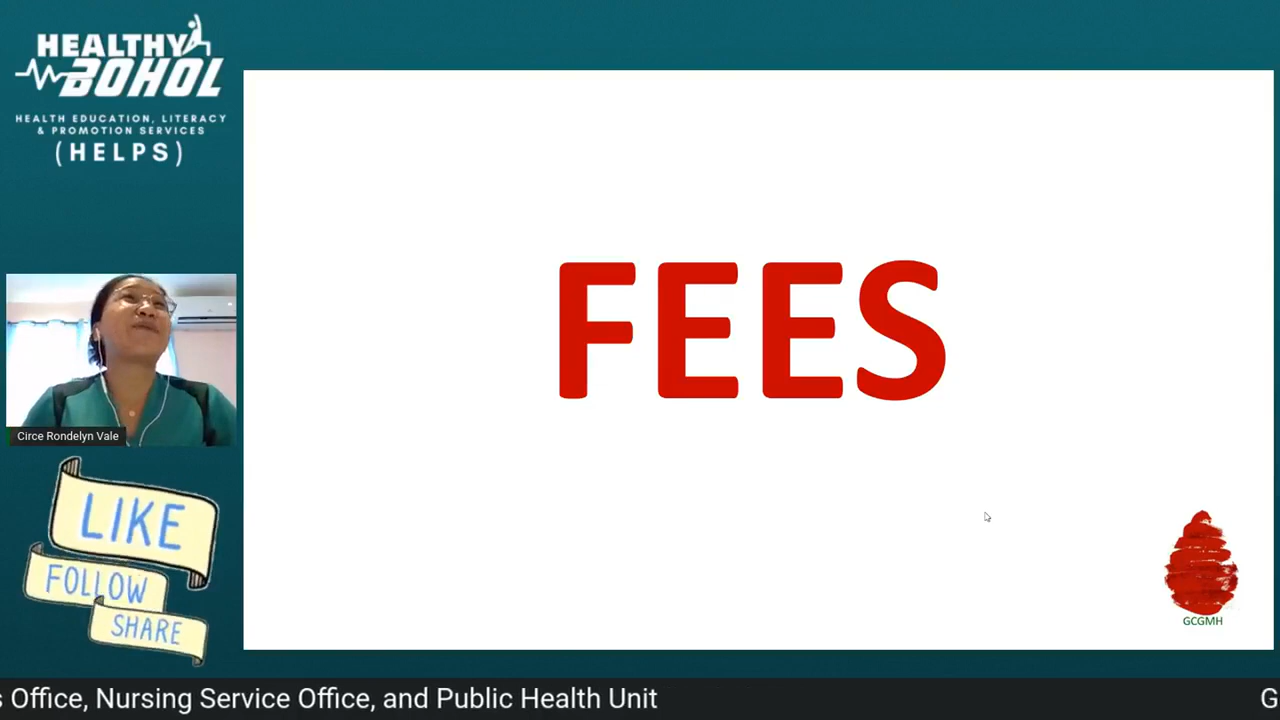 HEALTHY
BOHOL
HEALTH EDUCATION, LITERACY
& PROMOTION SERVICES
(HELPS)
FEES
Circe Rondelyn Vale
LIKE
FOLLOW
SHARE
GCGMH
s Office, Nursing Service Office, and Public Health Unit
G